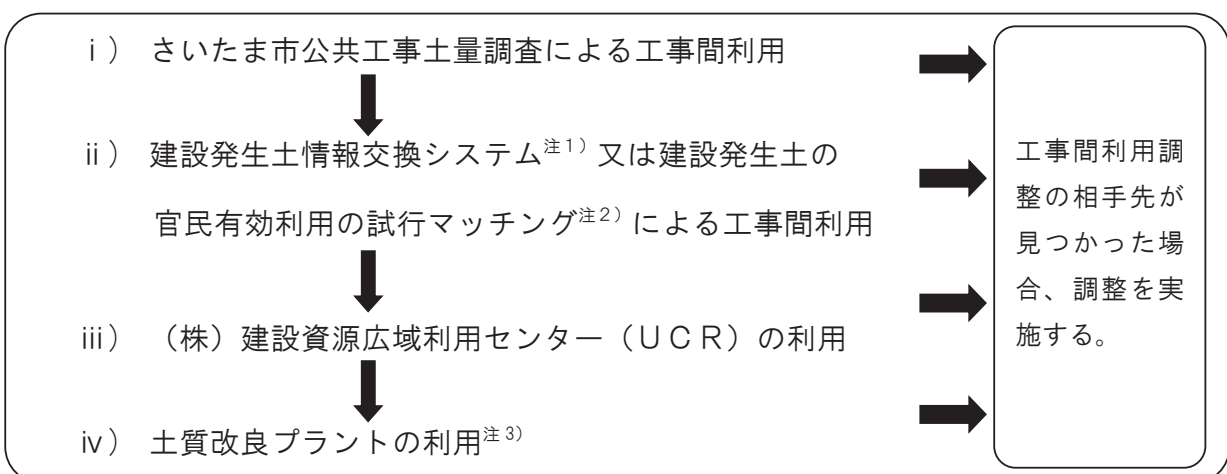 ⅰ） さいたま市公共工事土量調査による工事間利用
ⅱ） 建設発生土情報交換システム注1）又は建設発生土の
官民有効利用の試行マッチング注2）による工事間利用
ⅲ） （株）建設資源広域利用センター（ＵＣＲ）の利用
ⅳ） 土質改良プラントの利用注3）
工事間利用調
整の相手先が
見つかった場
合、調整を実
施する。